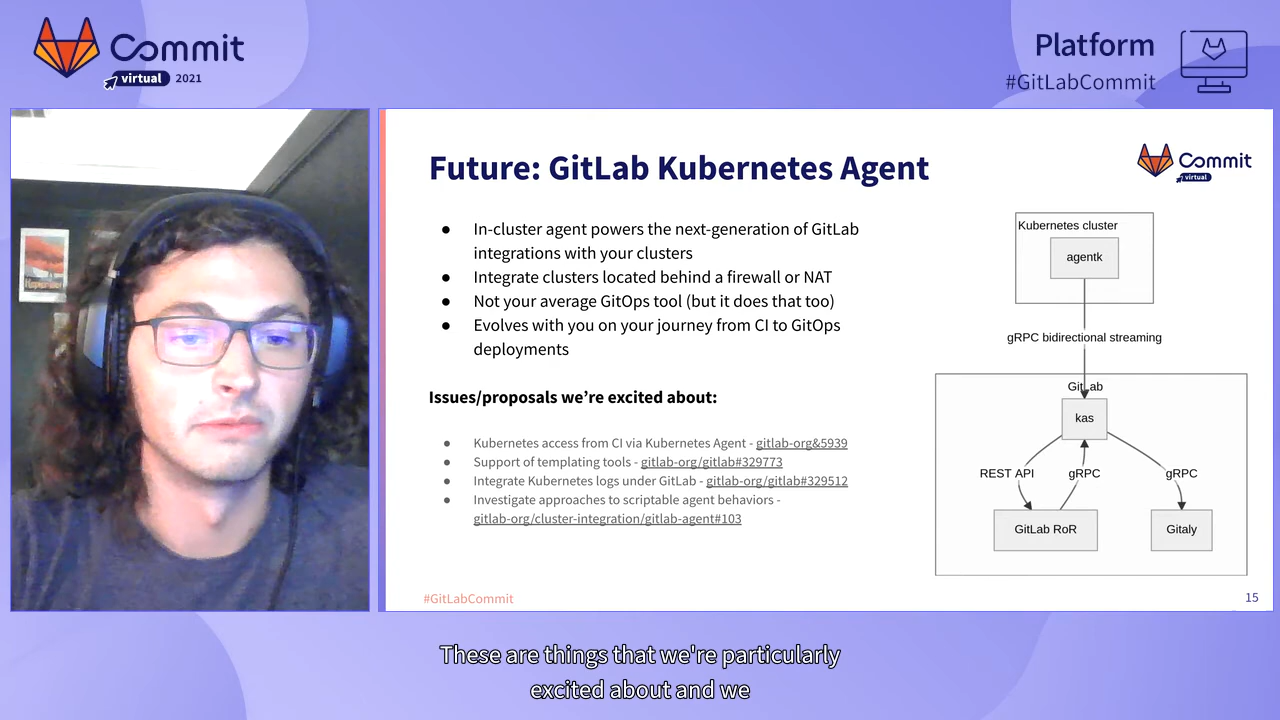 Commit
virtual 2021
Platform
#GitLabCommit
Future: GitLab Kubernetes Agent
Commit
virtual
● In-cluster agent powers the next-generation of GitLab
integrations with your clusters
● Integrate clusters located behind a firewall or NAT
● Not your average GitOps tool (but it does that too)
● Evolves with you on your journey from CI to GitOps
deployments
Issues/proposals we’re excited about:
● Kubernetes access from CI via Kubernetes Agent - gitlab-org&5939
● Support of templating tools - gitlab-org/gitlab#329773
● Integrate Kubernetes logs under GitLab - gitlab-org/gitlab#329512
● Investigate approaches to scriptable agent behaviors -
gitlab-org/cluster-integration/gitlab-agent#103
Kubernetes cluster
agentk
gRPC bidirectional streaming
GitLab
kas
REST API
gRPC
gRPC
GitLab RoR
Gitaly
#GitLabCommit
15
These are things that we're particularly
excited about and we